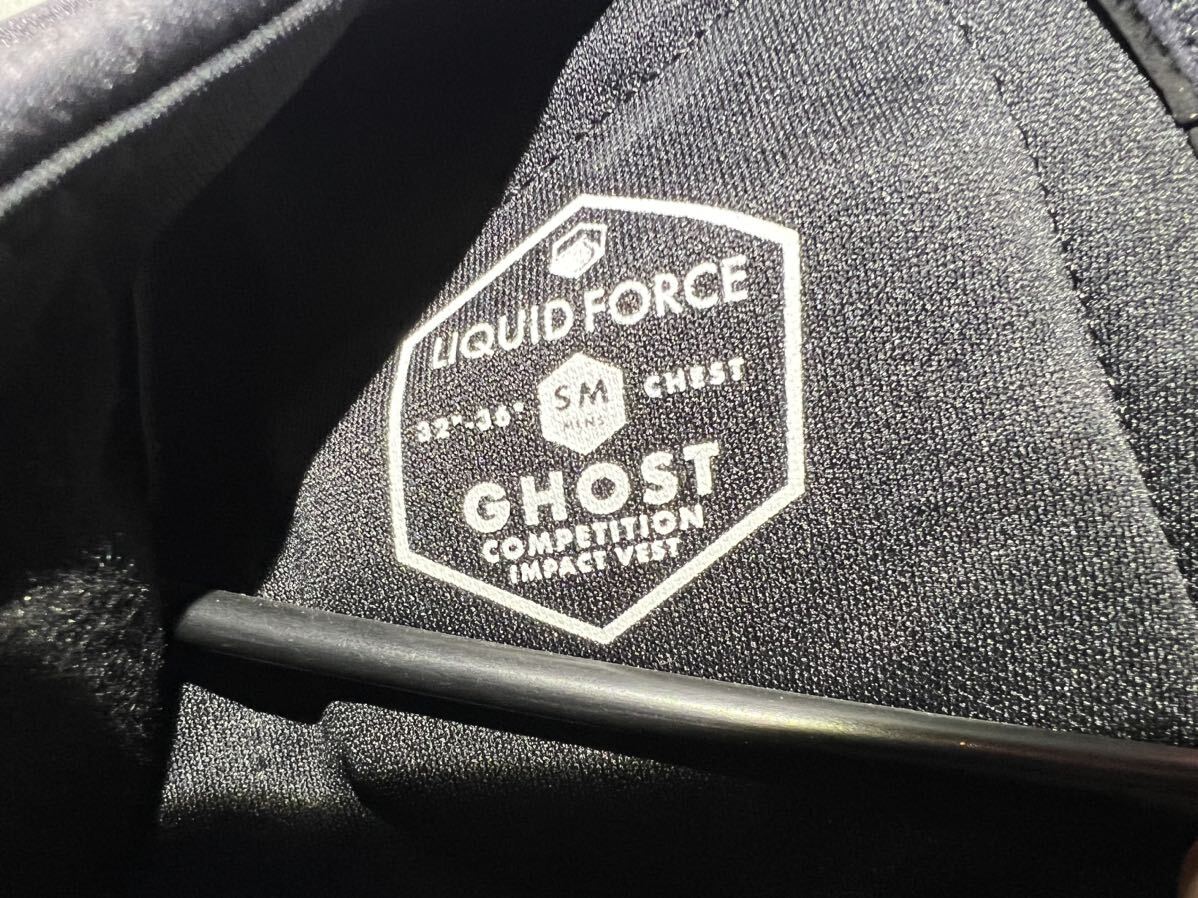 LIQUID FORCE
32"-36" SM CHEST
MENS
GHOST
COMPETITION
IMPACT VEST